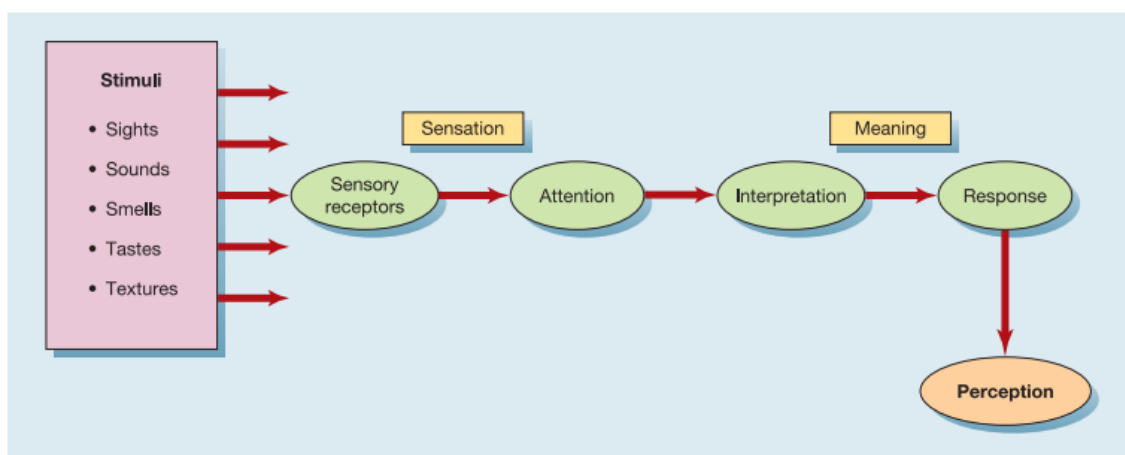 Stimuli
• Sights
• Sounds
• Smells
• Tastes
• Textures
Sensation
Meaning
Sensory
receptors
Attention
Interpretation
Response
Perception